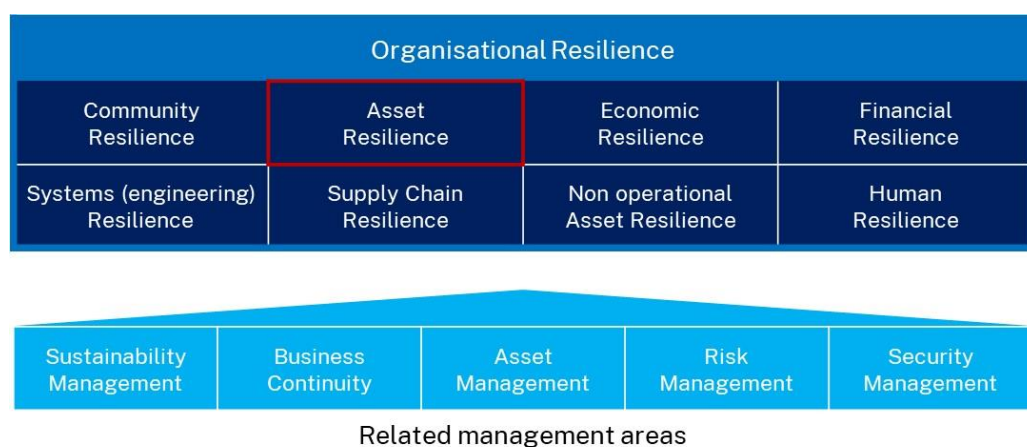 Organisational Resilience
Community
Resilience
Asset
Resilience
Economic
Resilience
Financial
Resilience
Systems (engineering)
Resilience
Supply Chain
Resilience
Non operational
Asset Resilience
Human
Resilience
Sustainability
Management
Business
Continuity
Asset
Management
Risk
Management
Security
Management
Related management areas